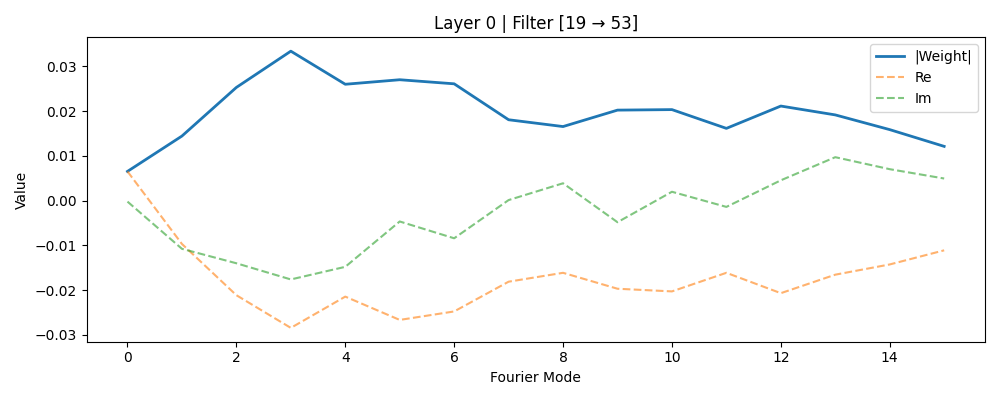 Layer 0 | Filter [19 → 53]
|Weight|
Re
Im
Value
0.03
0.02
0.01
0.00
−0.01
−0.02
−0.03
0 2 4 6 8 10 12 14
Fourier Mode